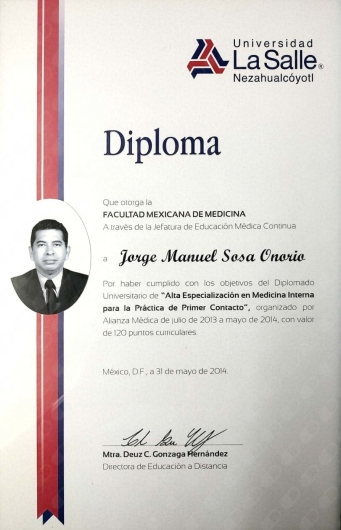 Universidad
LaSalle®
Nezahualcóyotl
Diploma
Que otorga la
FACULTAD MEXICANA DE MEDICINA
A través de la Jefatura de Educación Médica Continua
a Jorge Manuel Sosa Onorio
Por haber cumplido con los objetivos del Diplomado
Universitario de "Alta Especialización en Medicina Interna
para la Práctica de Primer Contacto", organizado por
Alianza Médica de julio de 2013 a mayo de 2014, con valor
de 120 puntos curriculares.
México, D.F., a 31 de mayo de 2014.
Mtra. Deuz C. Gonzaga Hernández
Directora de Educación a Distancia